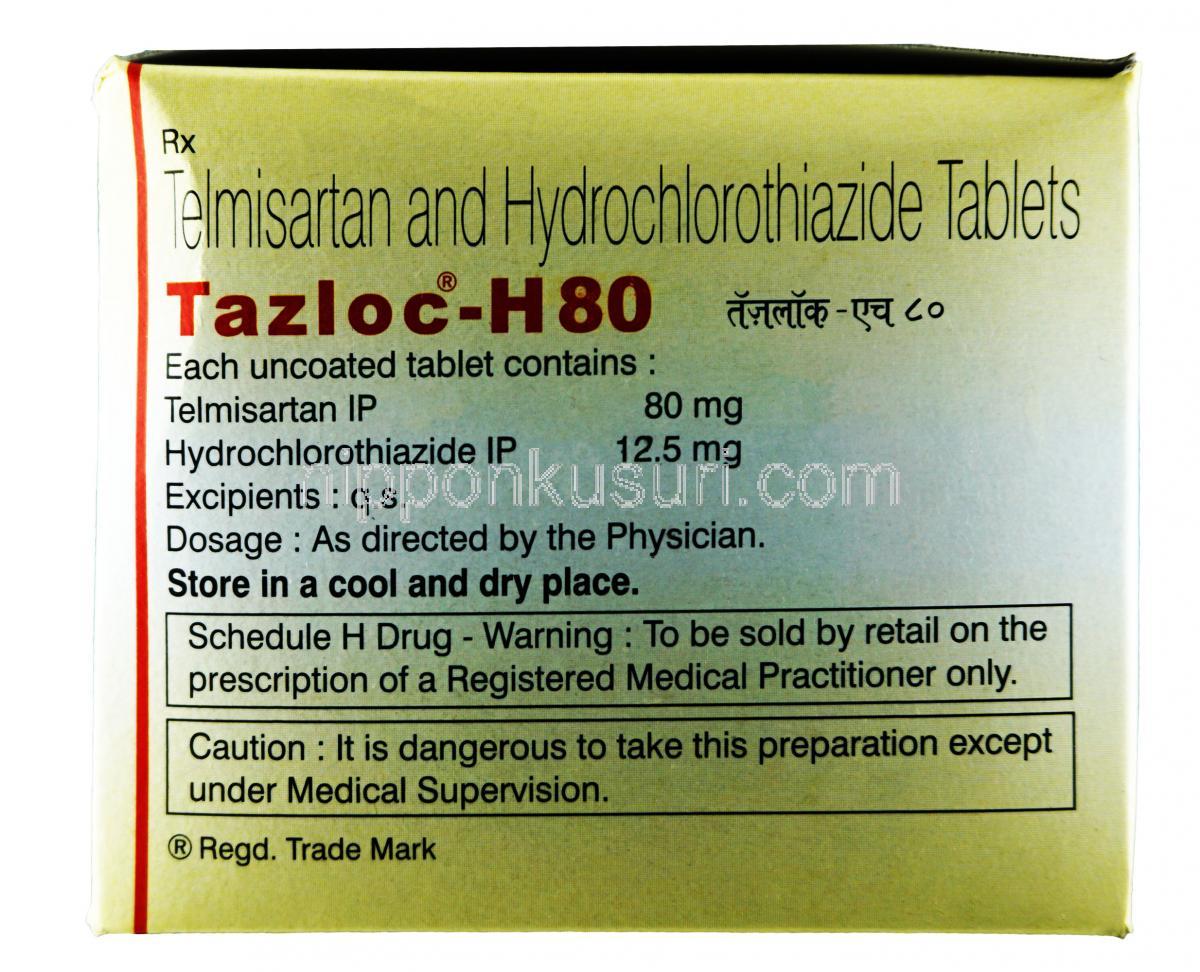 Rx
Telmisartan and Hydrochlorothiazide Tablets
Tazloc®-H 80 तॅज़लॉक - एच ८०
Each uncoated tablet contains :
Telmisartan IP 80 mg
Hydrochlorothiazide IP 12.5 mg
nipponkusuri.com
Excipients : q.s.
Dosage : As directed by the Physician.
Store in a cool and dry place.
Schedule H Drug - Warning : To be sold by retail on the
prescription of a Registered Medical Practitioner only.
Caution : It is dangerous to take this preparation except
under Medical Supervision.
® Regd. Trade Mark